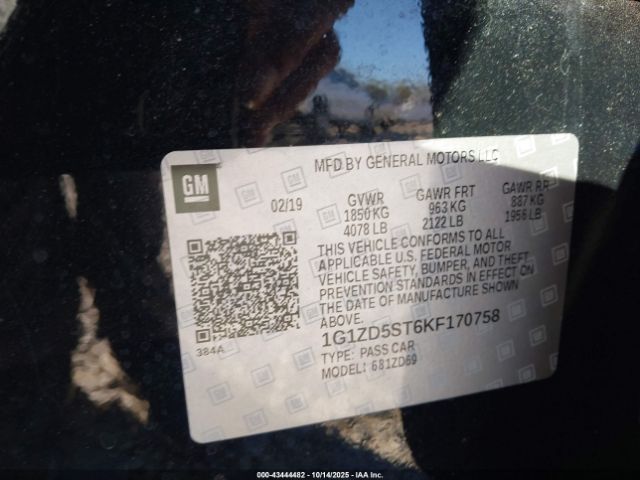 MFD BY GENERAL MOTORS LLC
GM
02/19
GVWR
1850 KG
4078 LB
GAWR FRT
963 KG
2122 LB
GAWR RR
887 KG
1956 LB
THIS VEHICLE CONFORMS TO ALL
APPLICABLE U.S. FEDERAL MOTOR
VEHICLE SAFETY, BUMPER, AND THEFT
PREVENTION STANDARDS IN EFFECT ON
THE DATE OF MANUFACTURE SHOWN
ABOVE.
384A
1G1ZD5ST6KF170758
TYPE: PASS CAR
MODEL: 681ZD69
000-43444482 - 10/14/2025 - IAAI, Inc.